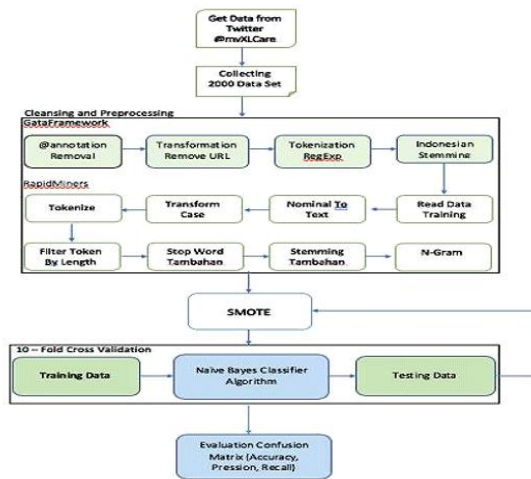 Get Data from
Twitter
@myXLCare
Collecting
2000 Data Set
Cleansing and Preprocessing
GataFramework
@annotation
Removal
Transformation
Remove URL
Tokenization
RegExp
Indonesian
Stemming
RapidMiners
Tokenize
Transform
Case
Nominal To
Text
Read Data
Training
Filter Token
By Length
Stop Word
Tambahan
Stemming
Tambahan
N-Gram
SMOTE
10 – Fold Cross Validation
Training Data
Naïve Bayes Classifier
Algorithm
Testing Data
Evaluation Confusion
Matrix (Accuracy,
Pression, Recall)